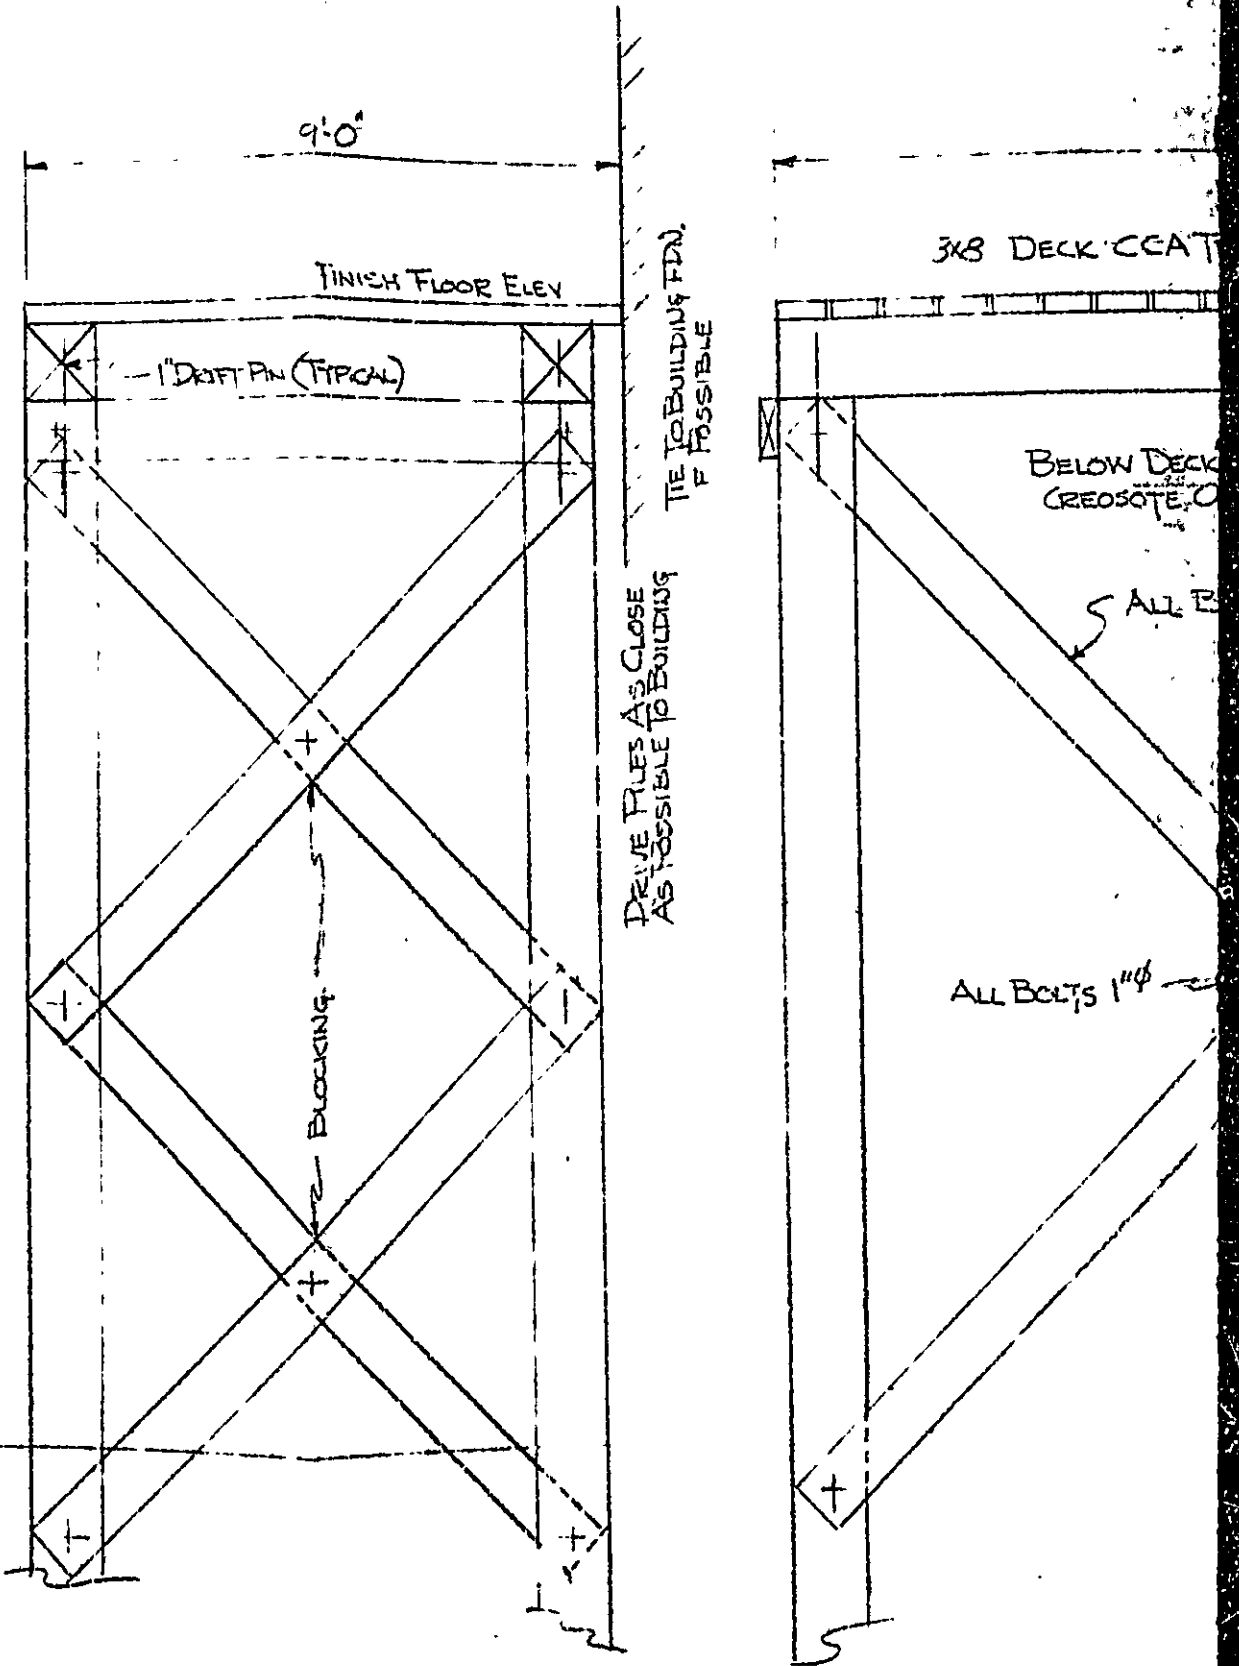 9'-0"
FINISH FLOOR ELEV
1" DRIFT PIN (TYPICAL)
TIE TO BUILDING FDN.
IF POSSIBLE
DRIVE PILES AS CLOSE
AS POSSIBLE TO BUILDING
BLOCKING
3X8 DECK CCA T
BELOW DECK
CREOSOTE O
ALL B
ALL BOLTS 1"φ